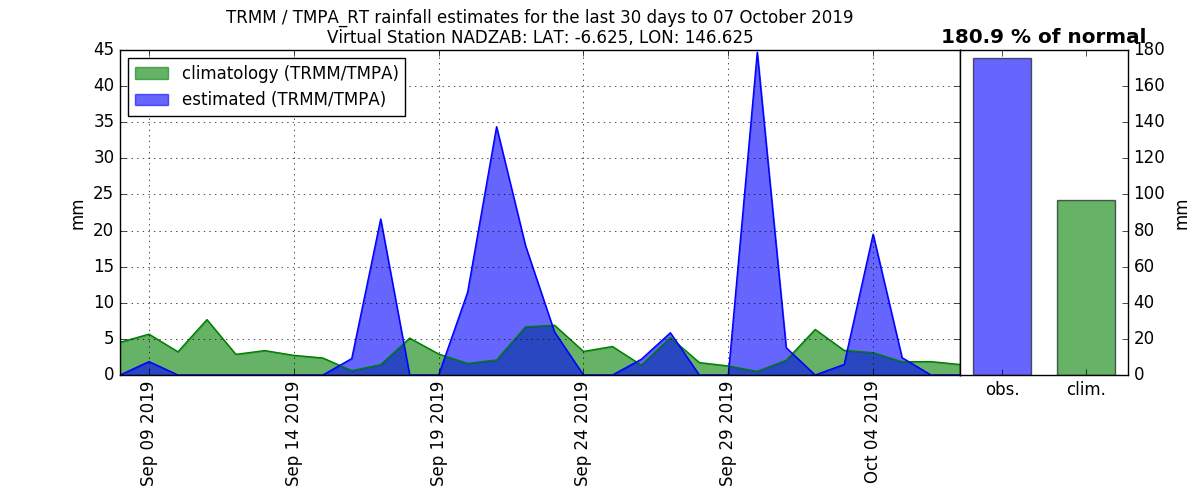 TRMM / TMPA_RT rainfall estimates for the last 30 days to 07 October 2019
Virtual Station NADZAB: LAT: -6.625, LON: 146.625
180.9 % of normal
climatology (TRMM/TMPA)
estimated (TRMM/TMPA)
45
40
35
30
25
20
15
10
5
0
mm
Sep 09 2019
Sep 14 2019
Sep 19 2019
Sep 24 2019
Sep 29 2019
Oct 04 2019
obs.
clim.
180
160
140
120
100
80
60
40
20
0
mm